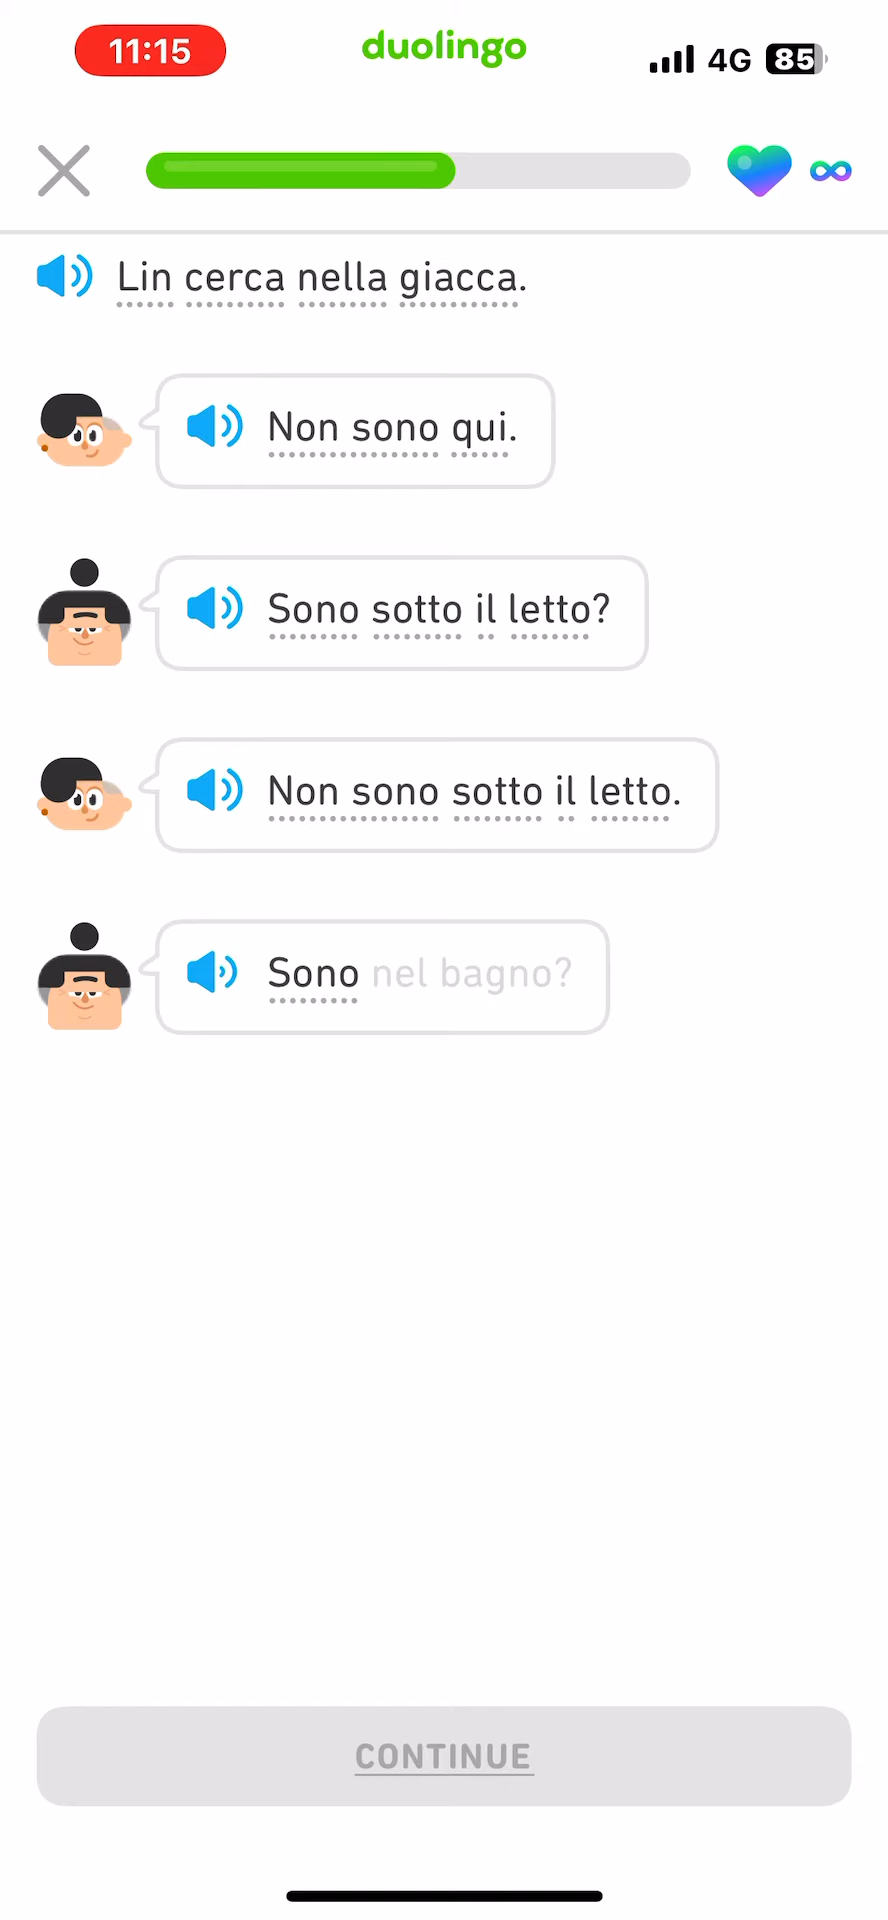 11:15
duolingo
4G
85
Lin cerca nella giacca.
Non sono qui.
Sono sotto il letto?
Non sono sotto il letto.
Sono nel bagno?
CONTINUE